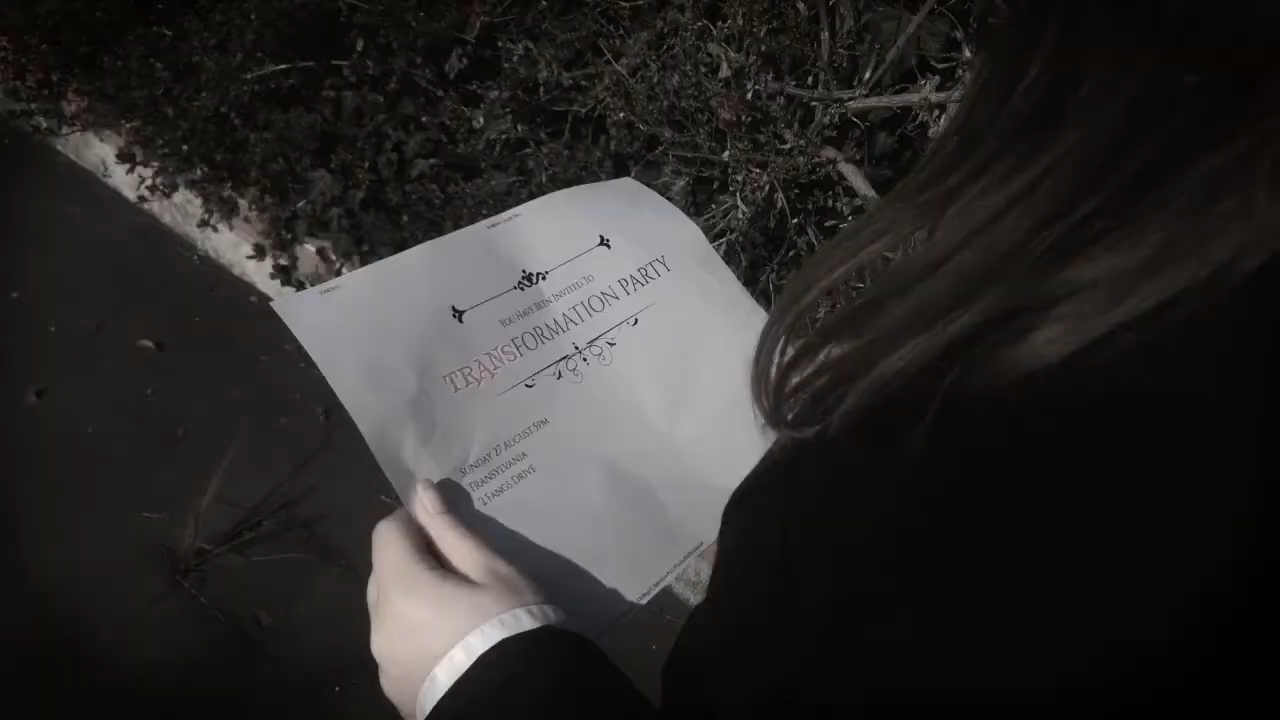 You Have Been Invited To
TRANSFORMATION PARTY
Sunday 27 August 5pm
Transylvania
2 Fangs Drive